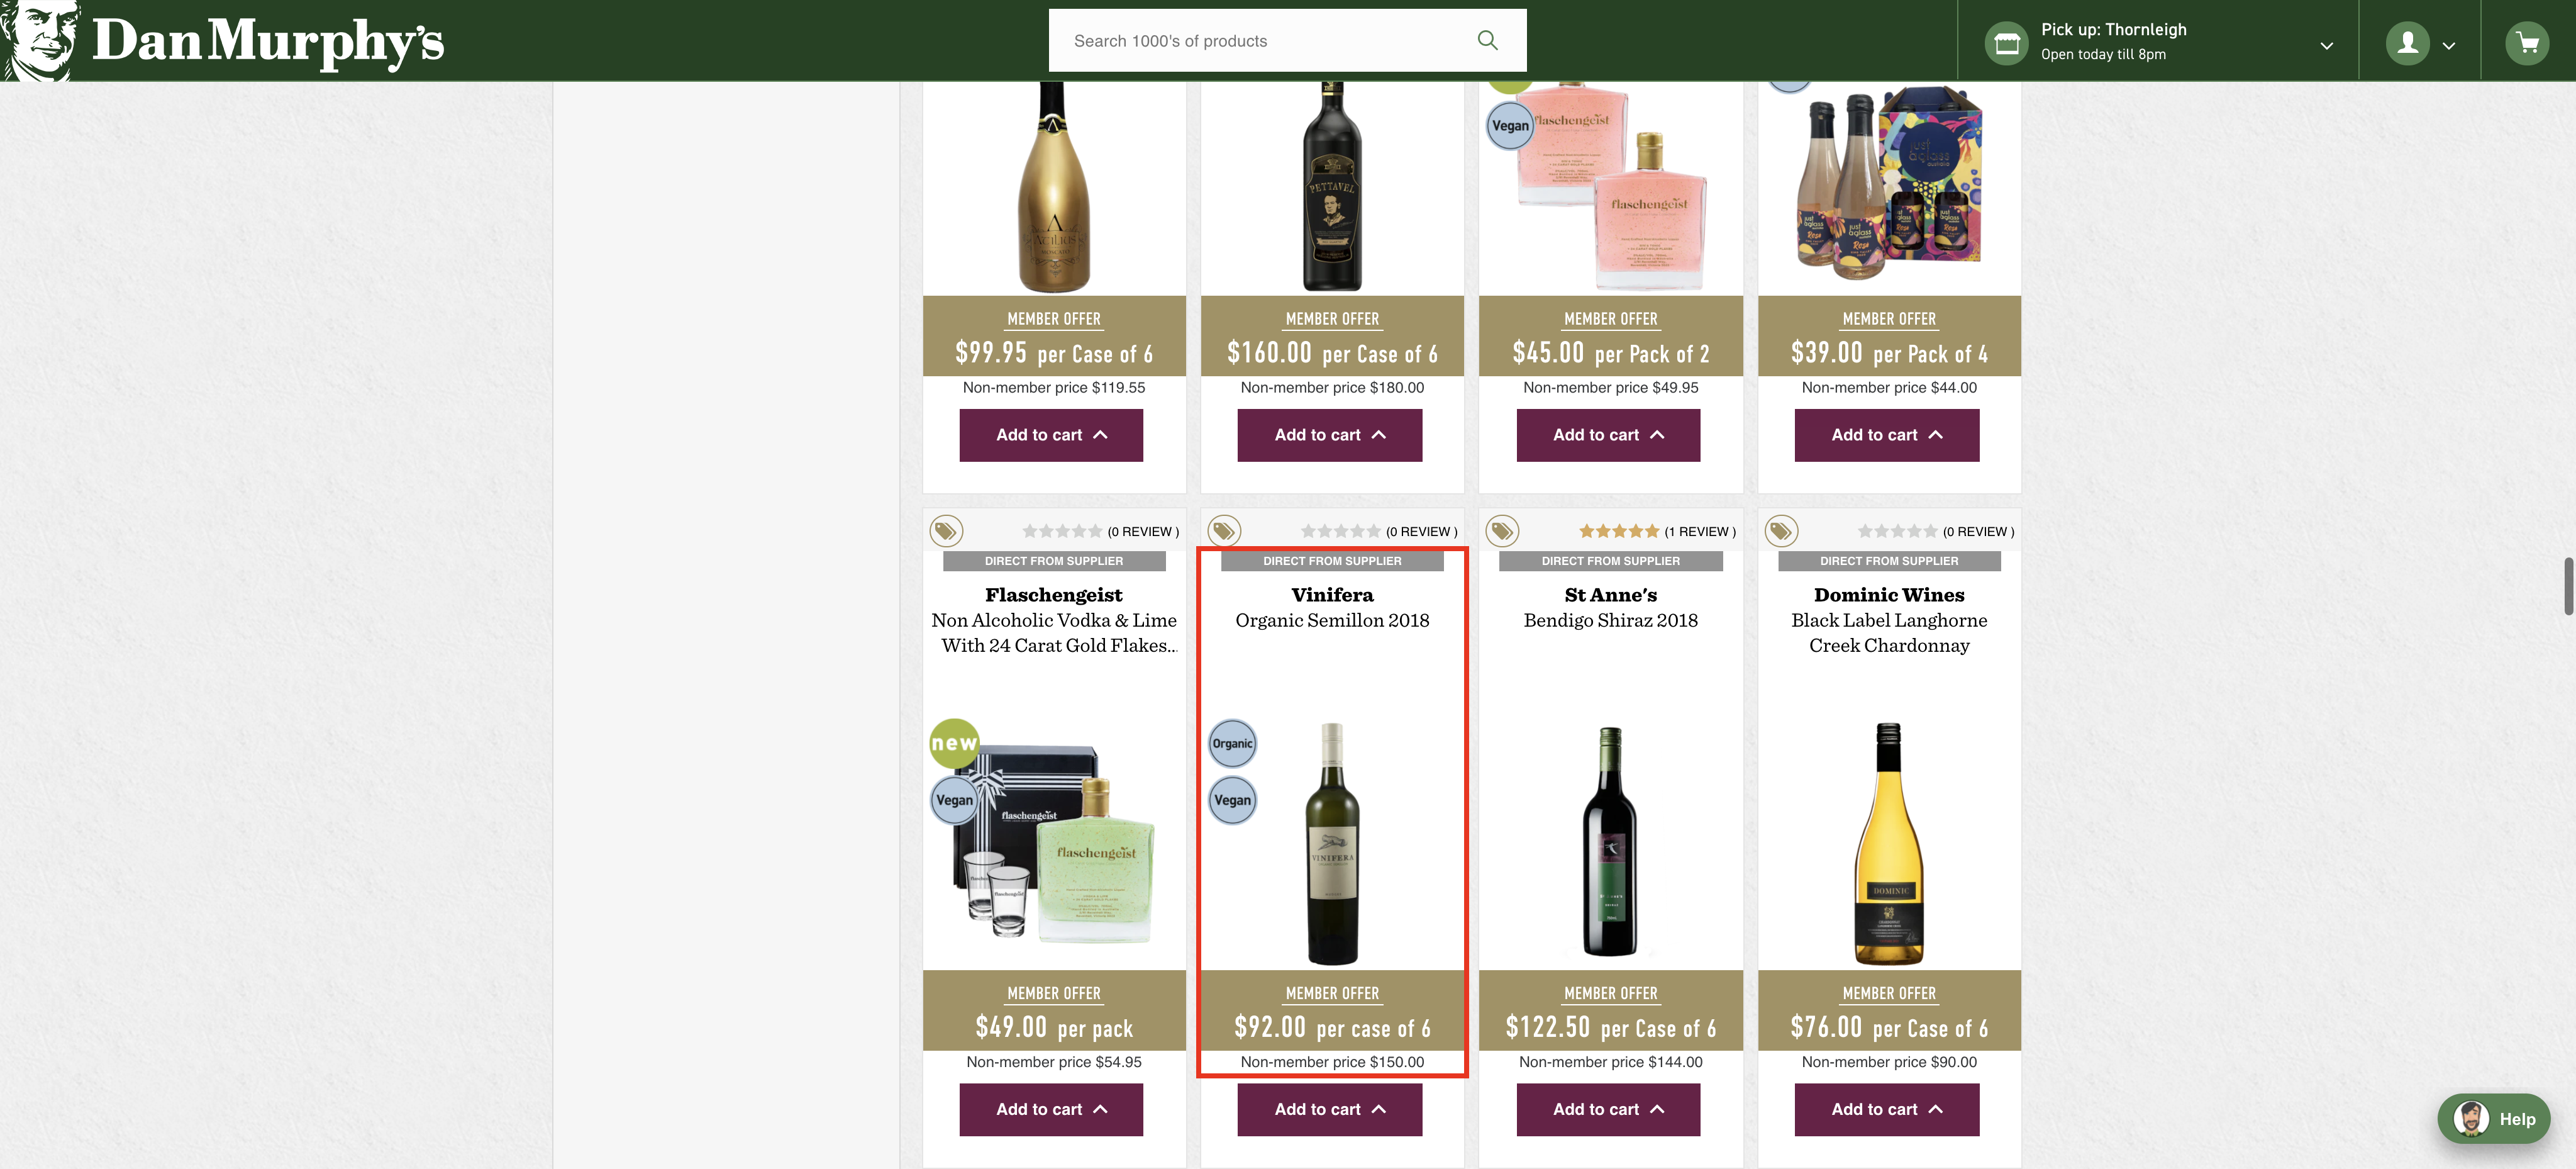 Dan Murphy's
Search 1000's of products
Pick up: Thornleigh
Open today till 8pm
PETTAVEL
Vegan
flaschengeist
flaschengeist
just a glass
MEMBER OFFER
$99.95 per Case of 6
Non-member price $119.55
Add to cart
MEMBER OFFER
$160.00 per Case of 6
Non-member price $180.00
Add to cart
MEMBER OFFER
$45.00 per Pack of 2
Non-member price $49.95
Add to cart
MEMBER OFFER
$39.00 per Pack of 4
Non-member price $44.00
Add to cart
(0 REVIEW )
DIRECT FROM SUPPLIER
Flaschengeist
Non Alcoholic Vodka & Lime
With 24 Carat Gold Flakes...
new
Vegan
flaschengeist
flaschengeist
MEMBER OFFER
$49.00 per pack
Non-member price $54.95
Add to cart
(0 REVIEW )
DIRECT FROM SUPPLIER
Vinifera
Organic Semillon 2018
Organic
Vegan
VINIFERA
MEMBER OFFER
$92.00 per case of 6
Non-member price $150.00
Add to cart
(1 REVIEW )
DIRECT FROM SUPPLIER
St Anne's
Bendigo Shiraz 2018
MEMBER OFFER
$122.50 per Case of 6
Non-member price $144.00
Add to cart
(0 REVIEW )
DIRECT FROM SUPPLIER
Dominic Wines
Black Label Langhorne
Creek Chardonnay
DOMINIC
MEMBER OFFER
$76.00 per Case of 6
Non-member price $90.00
Add to cart
Help